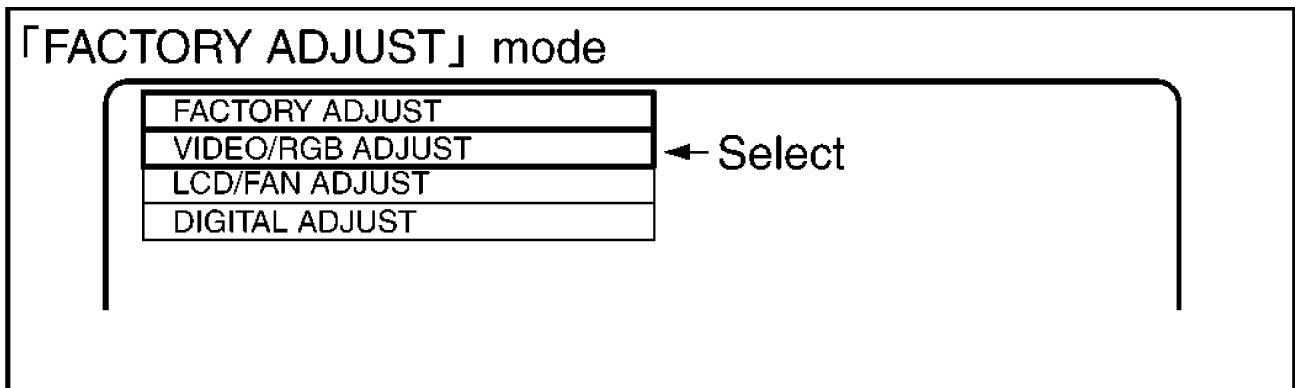 「FACTORY ADJUST」 mode
FACTORY ADJUST
VIDEO/RGB ADJUST
Select
LCD/FAN ADJUST
DIGITAL ADJUST